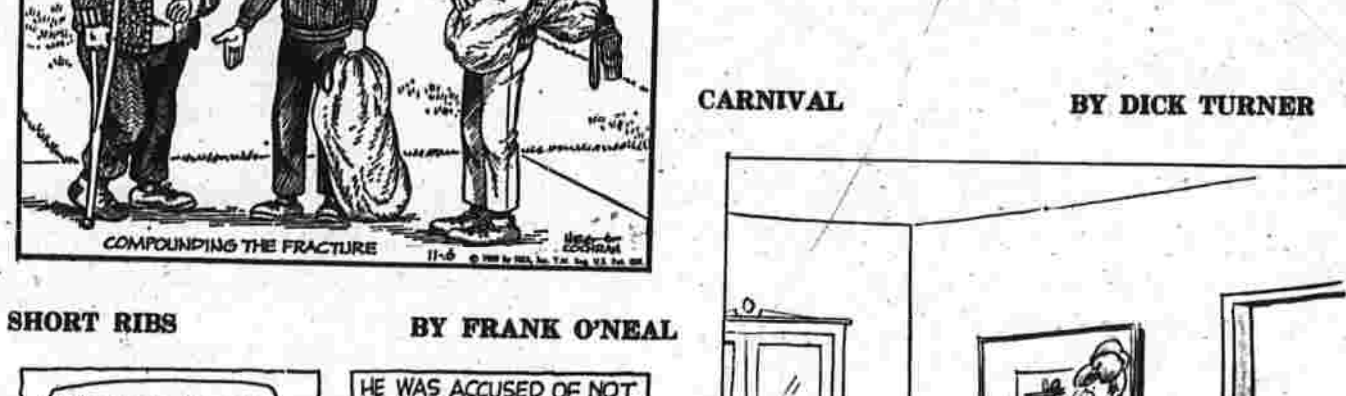 COMPOUNDING THE FRACTURE
11-6
COCHRAN
SHORT RIBS
BY FRANK O'NEAL
HE WAS ACCUSED OF NOT
CARNIVAL
BY DICK TURNER